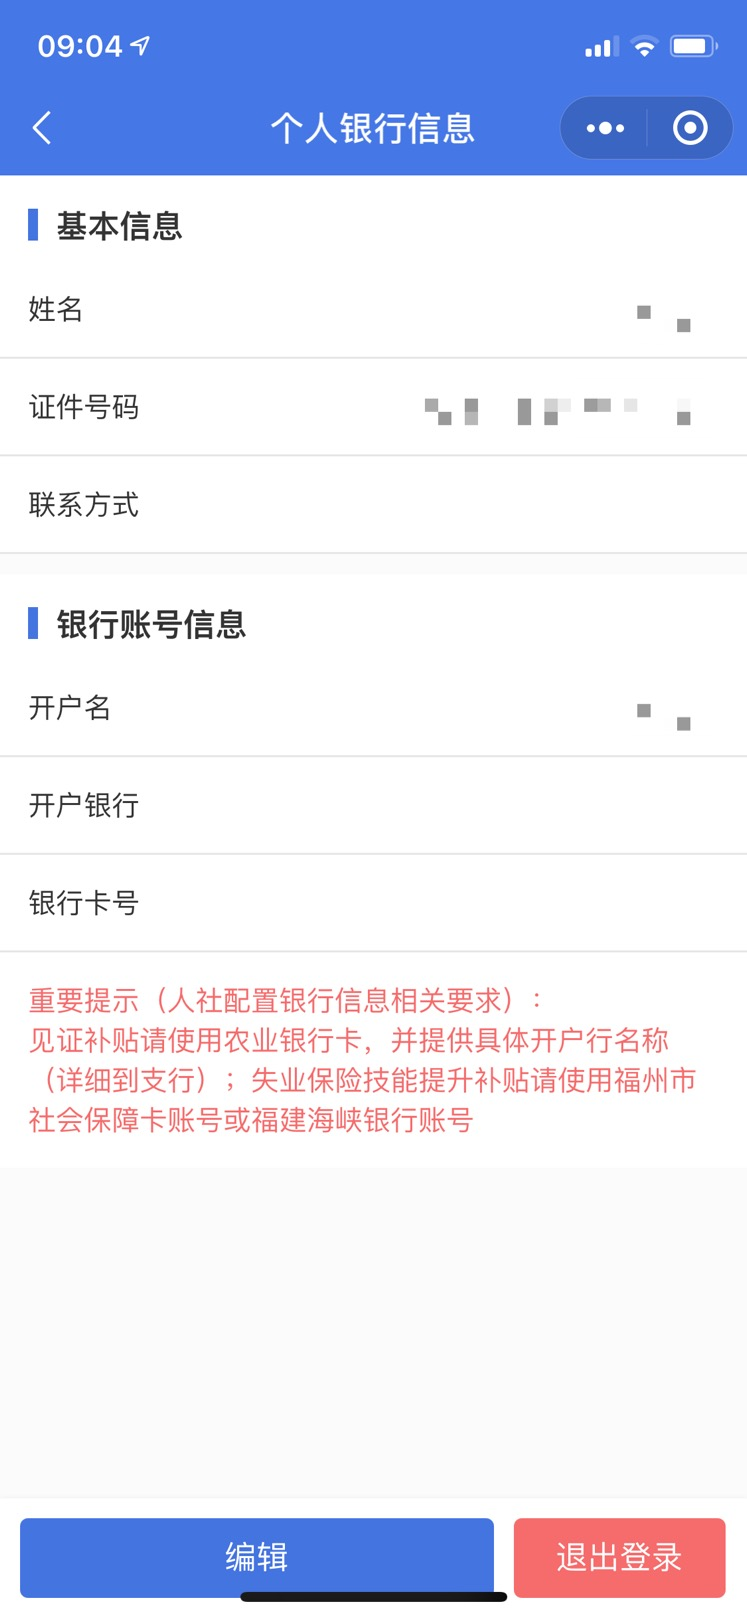 09:04
个人银行信息
基本信息
姓名
证件号码
联系方式
银行账号信息
开户名
开户银行
银行卡号
重要提示（人社配置银行信息相关要求）：
见证补贴请使用农业银行卡，并提供具体开户行名称
（详细到支行）；失业保险技能提升补贴请使用福州市
社会保障卡账号或福建海峡银行账号
编辑
退出登录